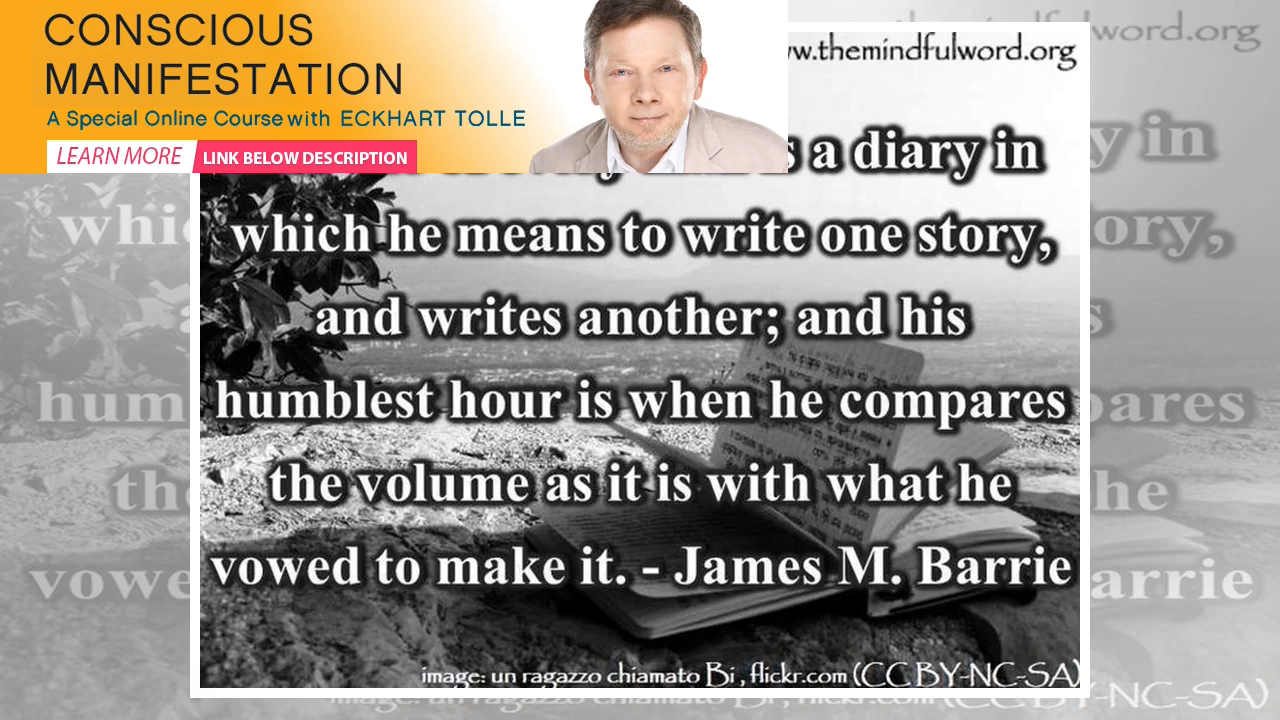 CONSCIOUS
MANIFESTATION
A Special Online Course with ECKHART TOLLE
LEARN MORE LINK BELOW DESCRIPTION
www.themindfulword.org
s a diary in
which he means to write one story,
and writes another; and his
humblest hour is when he compares
the volume as it is with what he
vowed to make it. - James M. Barrie
image: un ragazzo chiamato Bi , flickr.com (CC BY-NC-SA)